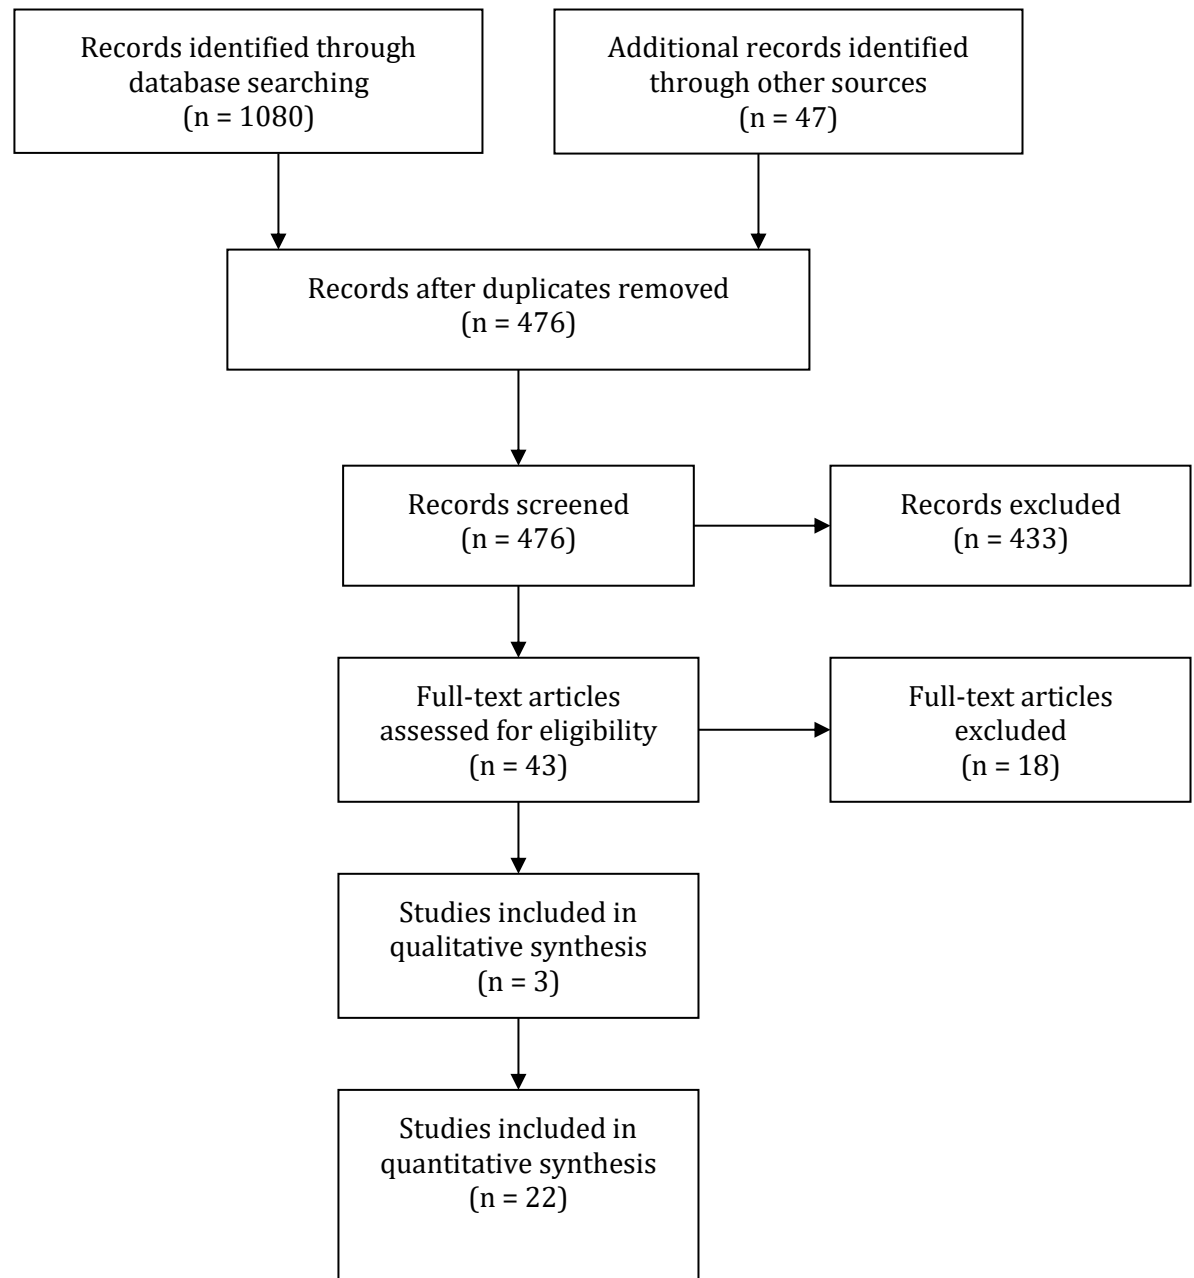 Records identified through
database searching
(n = 1080)
Additional records identified
through other sources
(n = 47)
Records after duplicates removed
(n = 476)
Records screened
(n = 476)
Records excluded
(n = 433)
Full-text articles
assessed for eligibility
(n = 43)
Full-text articles
excluded
(n = 18)
Studies included in
qualitative synthesis
(n = 3)
Studies included in
quantitative synthesis
(n = 22)